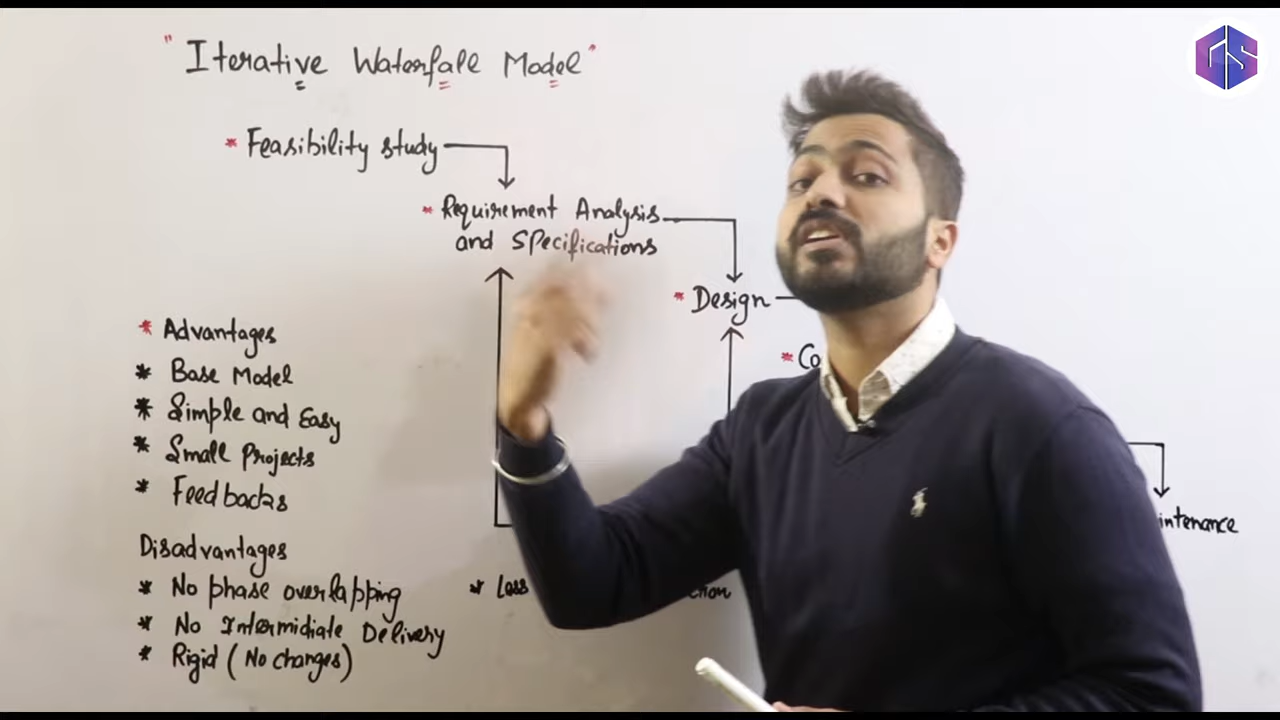 "Iterative Waterfall Model"
* Feasibility study
* Requirement Analysis
and Specifications
* Design
* Co
* Advantages
* Base Model
* Simple and Easy
* Small Projects
* Feedbacks
intenance
Disadvantages
* No phase overlapping
* Less
* No Intermidiate Delivery
* Rigid (No changes)